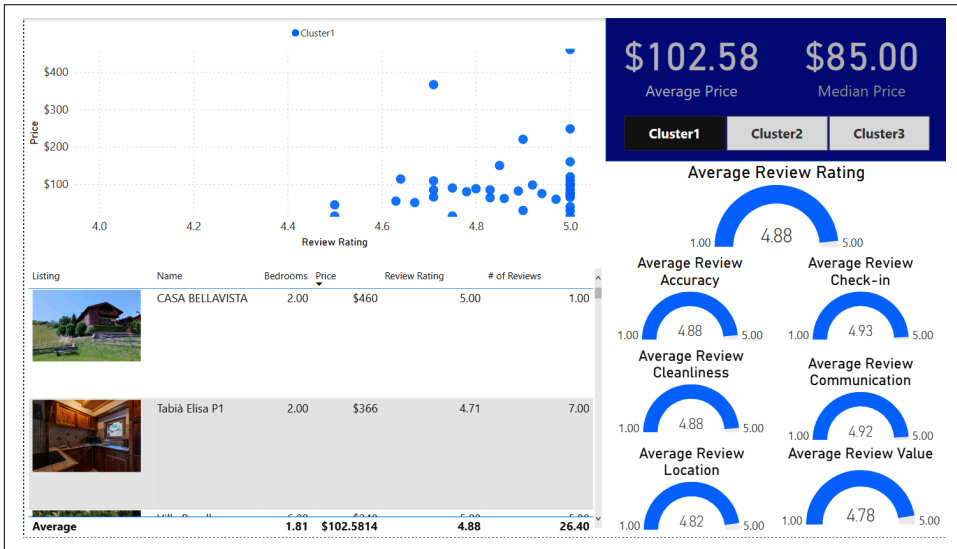 Cluster1
$400
$300
$200
$100
Price
4.0 4.2 4.4 4.6 4.8 5.0
Review Rating
$102.58 $85.00
Average Price Median Price
Cluster1 Cluster2 Cluster3
Average Review Rating
1.00 4.88 5.00
Average Review
Accuracy
1.00 4.88 5.00
Average Review
Check-in
1.00 4.93 5.00
Average Review
Cleanliness
1.00 4.88 5.00
Average Review
Communication
1.00 4.92 5.00
Average Review
Location
1.00 4.82 5.00
Average Review Value
1.00 4.78 5.00
Listing Name Bedrooms Price Review Rating # of Reviews
CASA BELLAVISTA 2.00 $460 5.00 1.00
Tabià Elisa P1 2.00 $366 4.71 7.00
Average 1.81 $102.5814 4.88 26.40